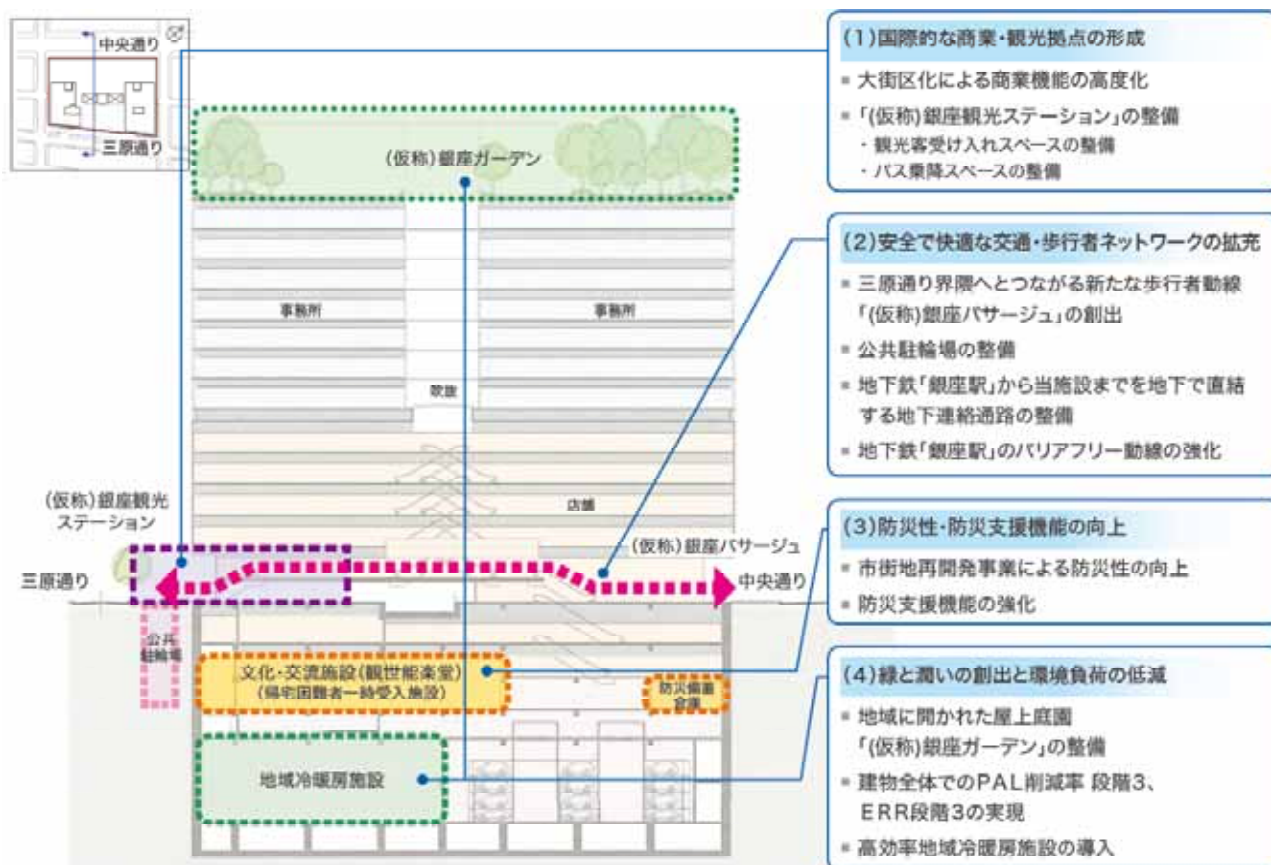 中央通り
三原通り
(仮称)銀座ガーデン
事務所
事務所
吹抜
店舗
(仮称)銀座観光
ステーション
(仮称)銀座パサージュ
三原通り
中央通り
公共
駐輪場
文化・交流施設(観世能楽堂)
(帰宅困難者一時受入施設)
防災備蓄
倉庫
地域冷暖房施設
(1)国際的な商業・観光拠点の形成
▪ 大街区化による商業機能の高度化
▪ 「(仮称)銀座観光ステーション」の整備
・観光客受け入れスペースの整備
・バス乗降スペースの整備
(2)安全で快適な交通・歩行者ネットワークの拡充
▪ 三原通り界隈へとつながる新たな歩行者動線
「(仮称)銀座パサージュ」の創出
▪ 公共駐輪場の整備
▪ 地下鉄「銀座駅」から当施設までを地下で直結
する地下連絡通路の整備
▪ 地下鉄「銀座駅」のバリアフリー動線の強化
(3)防災性・防災支援機能の向上
▪ 市街地再開発事業による防災性の向上
▪ 防災支援機能の強化
(4)緑と潤いの創出と環境負荷の低減
▪ 地域に開かれた屋上庭園
「(仮称)銀座ガーデン」の整備
▪ 建物全体でのPAL削減率 段階3、
ERR段階3の実現
▪ 高効率地域冷暖房施設の導入